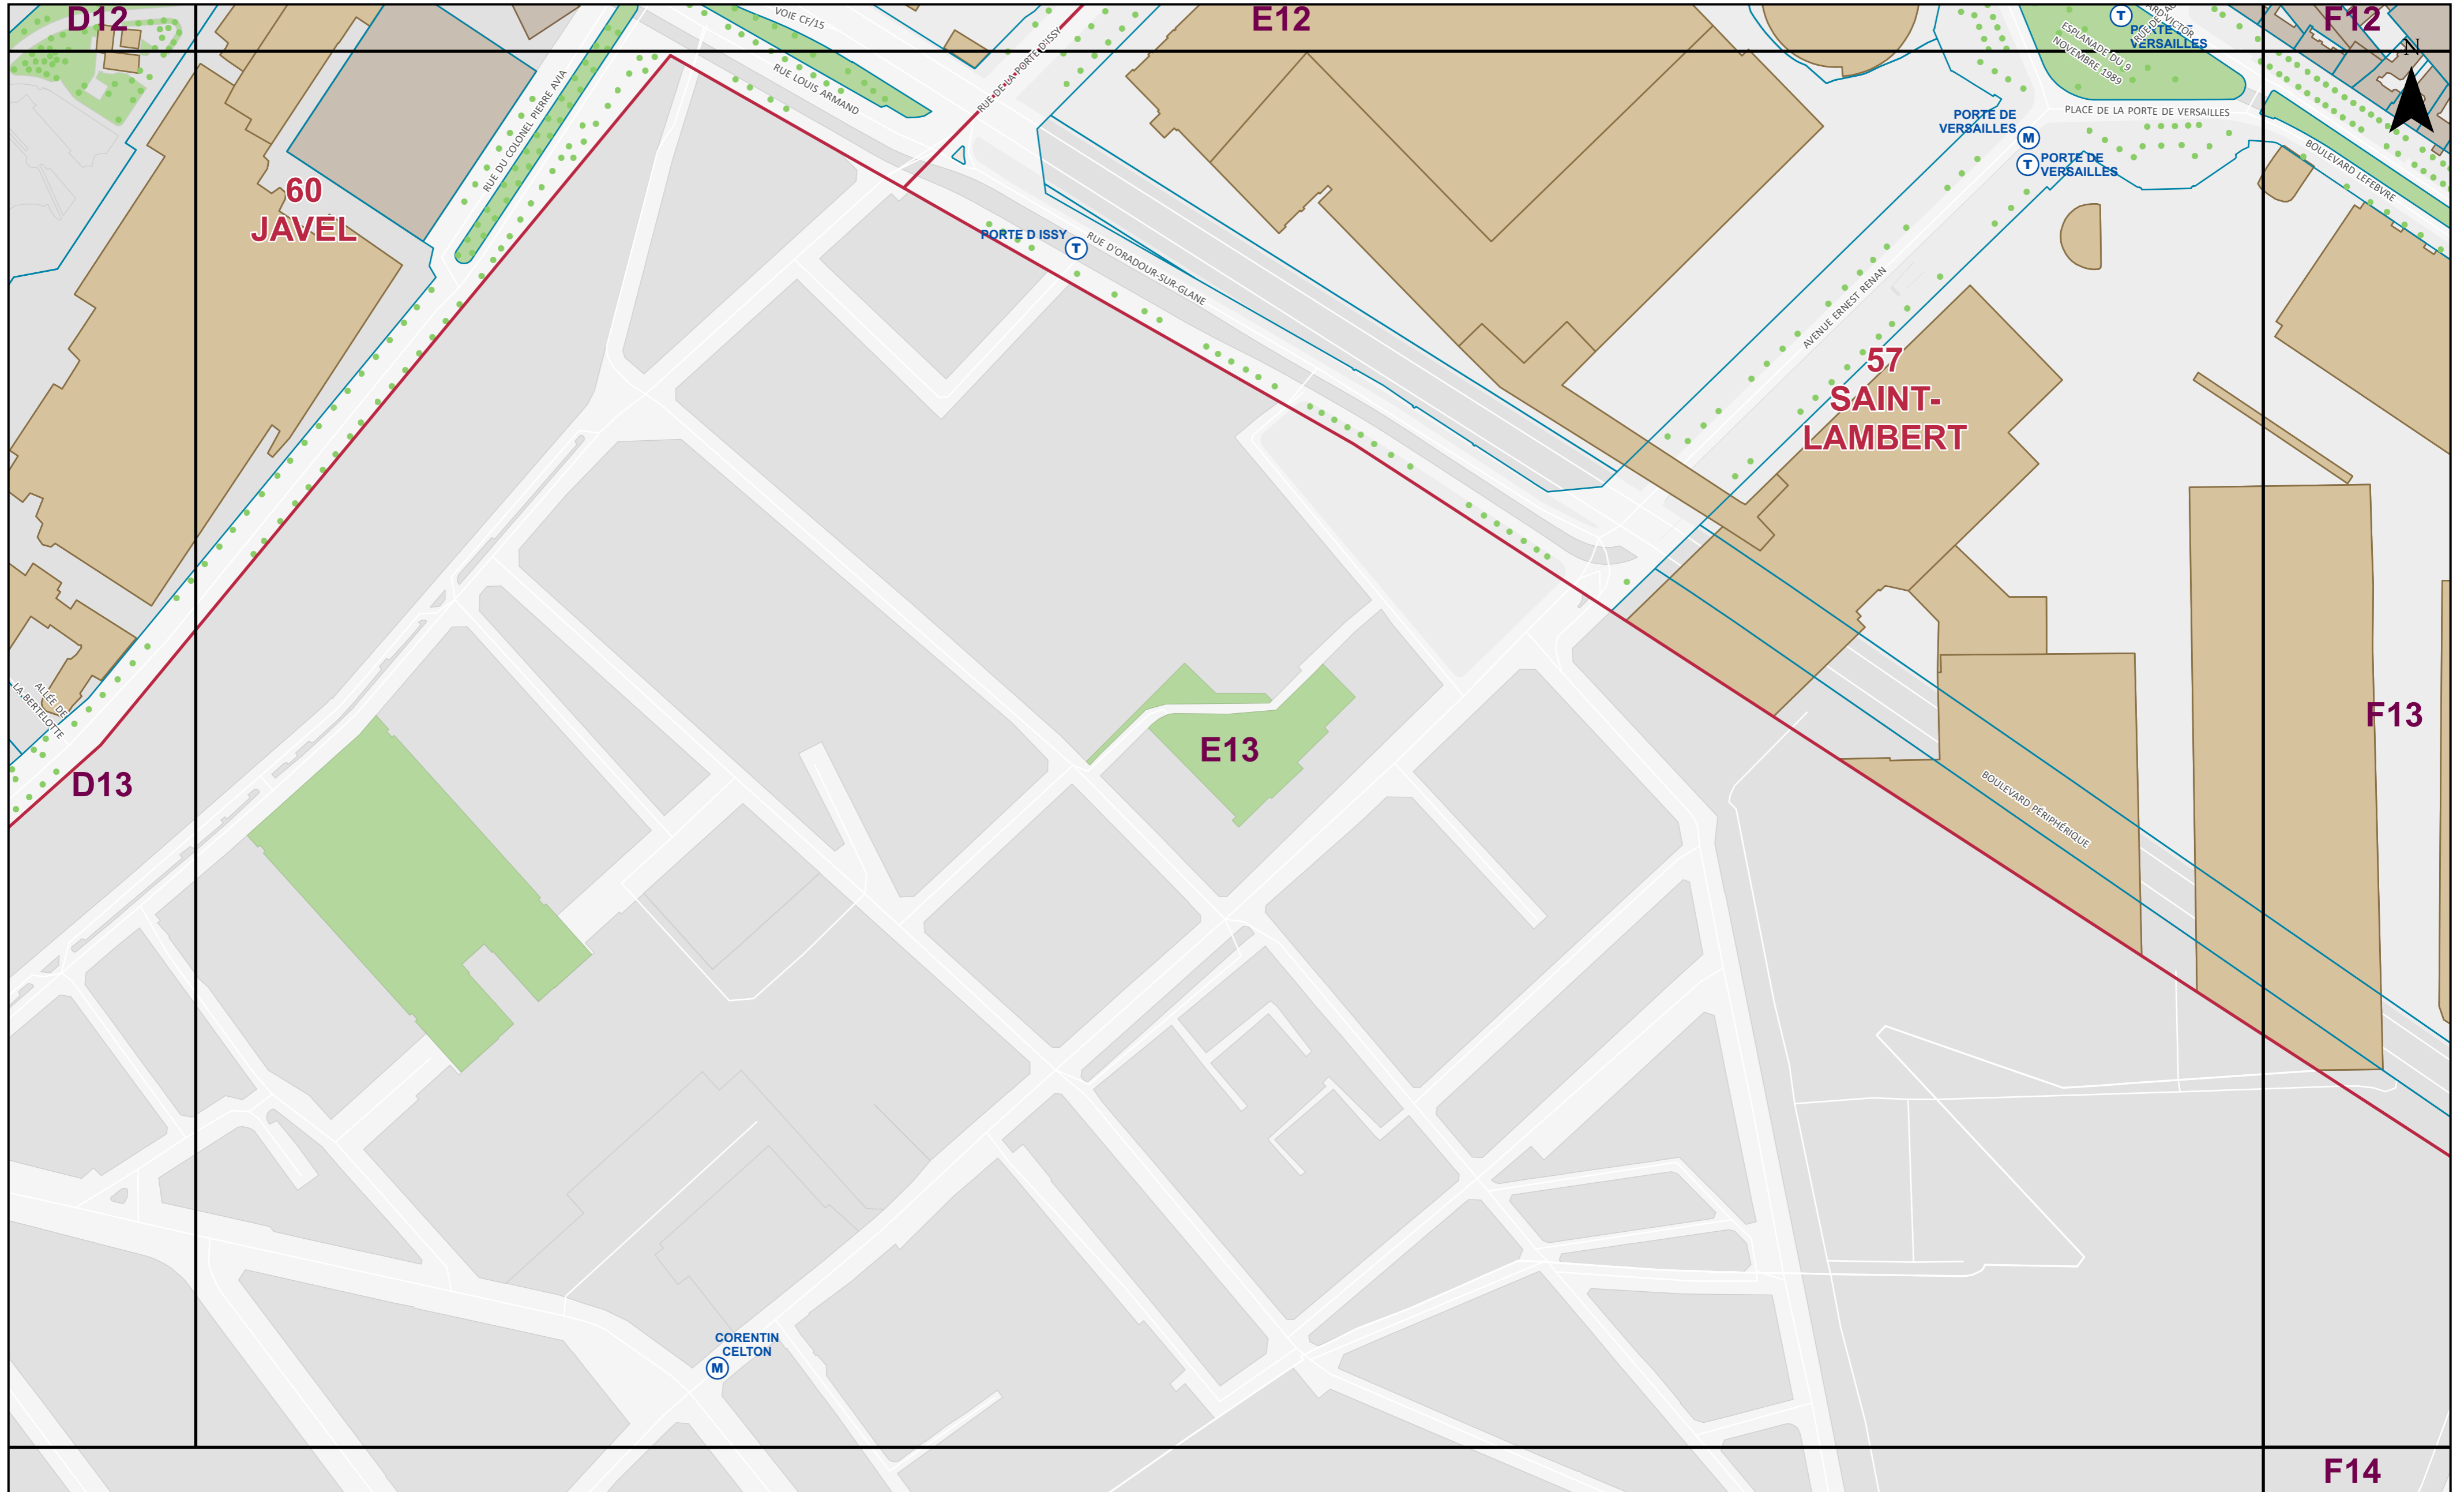 D12
E12
F12
VOIE CF/15
RUE DE LA PORTE D'ISSY
RUE LOUIS ARMAND
RUE DU COLONEL PIERRE AVIA
T
PORTE DE
VERSAILLES
ESPLANADE DU 9
NOVEMBRE 1989
N
PLACE DE LA PORTE DE VERSAILLES
PORTE DE
VERSAILLES
M
T
PORTE DE
VERSAILLES
BOULEVARD LEFEBVRE
60
JAVEL
PORTE D ISSY
T
RUE D'ORADOUR-SUR-GLANE
AVENUE ERNEST RENAN
57
SAINT-
LAMBERT
ALLÉE DE
LA BERTELOTTE
D13
E13
F13
BOULEVARD PÉRIPHÉRIQUE
CORENTIN
CELTON
M
F14